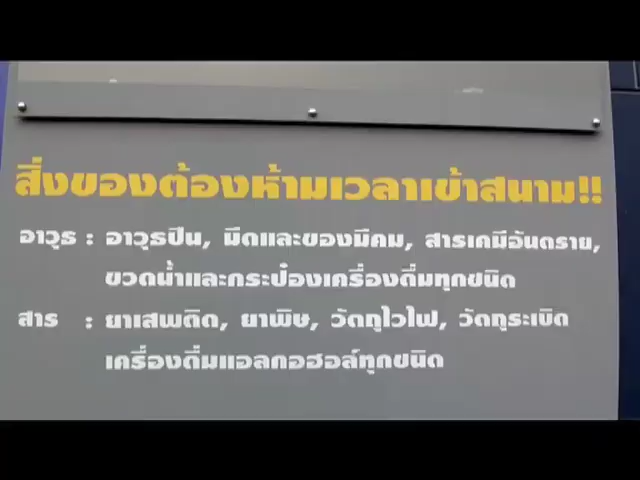 สิ่งของต้องห้ามเวลาเข้าสนาม!!
อาวุธ : อาวุธปืน, มีดและของมีคม, สารเคมีอันตราย,
ขวดน้ำและกระป๋องเครื่องดื่มทุกชนิด
สาร : ยาเสพติด, ยาพิษ, วัตถุไวไฟ, วัตถุระเบิด
เครื่องดื่มแอลกอฮอล์ทุกชนิด